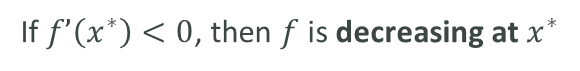 If f'(x*) < 0, then f is decreasing at x*